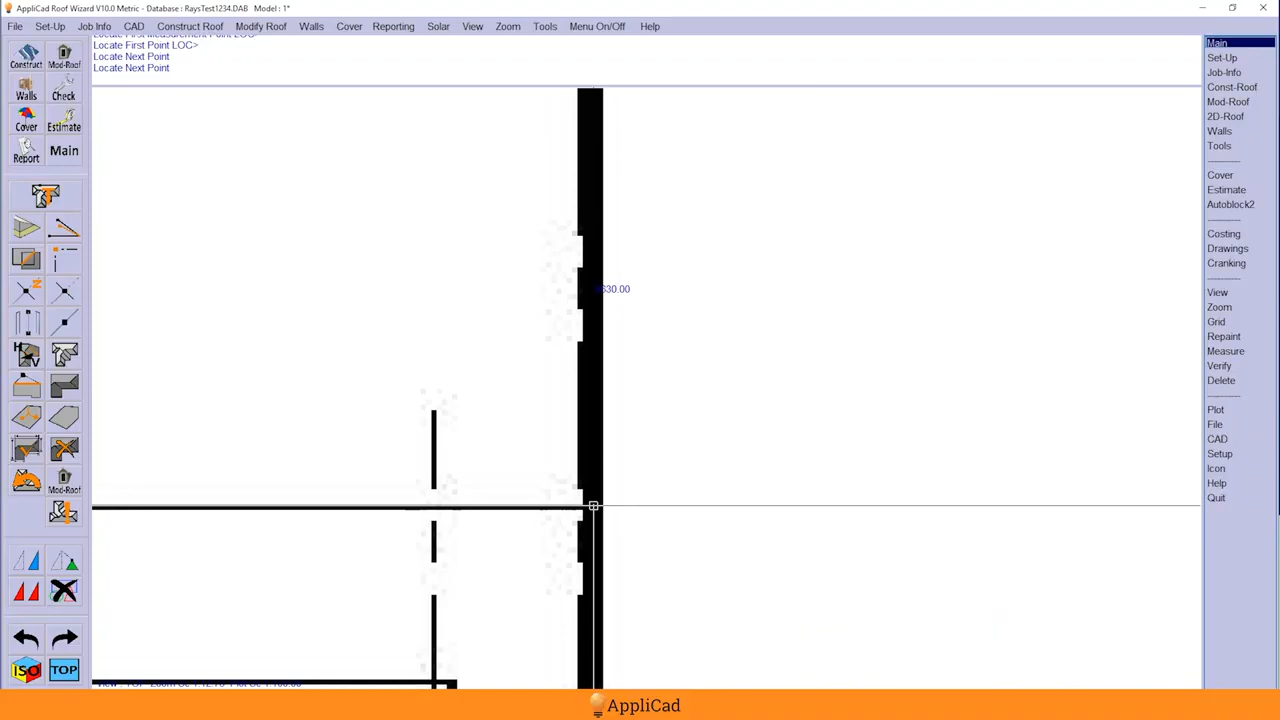 AppliCad Roof Wizard V10.0 Metric - Database : RaysTest1234.DAB Model : 1*
File Set-Up Job Info CAD Construct Roof Modify Roof Walls Cover Reporting Solar View Zoom Tools Menu On/Off Help
Locate First Point LOC>
Locate Next Point
Locate Next Point
Construct Mod-Roof
Walls Check
Cover Estimate
Report Main
H
V
Mod-Roof
ISO TOP
Main
Set-Up
Job-Info
Const-Roof
Mod-Roof
2D-Roof
Walls
Tools
Cover
Estimate
Autoblock2
Costing
Drawings
Cranking
View
Zoom
Grid
Repaint
Measure
Verify
Delete
Plot
File
CAD
Setup
Icon
Help
Quit
AppliCad